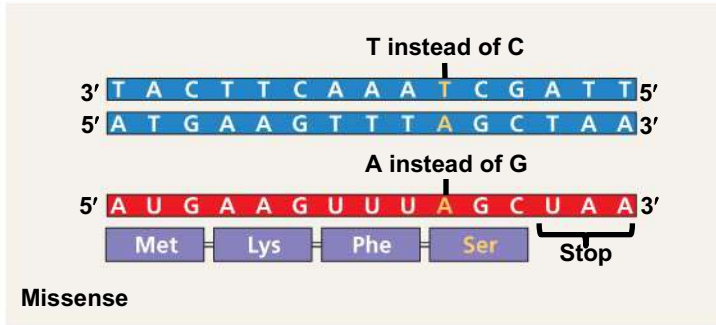 T instead of C
3′ T A C T T C A A A T C G A T T 5′
5′ A T G A A G T T T A G C T A A 3′
A instead of G
5′ A U G A A G U U U A G C U A A 3′
Met Lys Phe Ser Stop
Missense